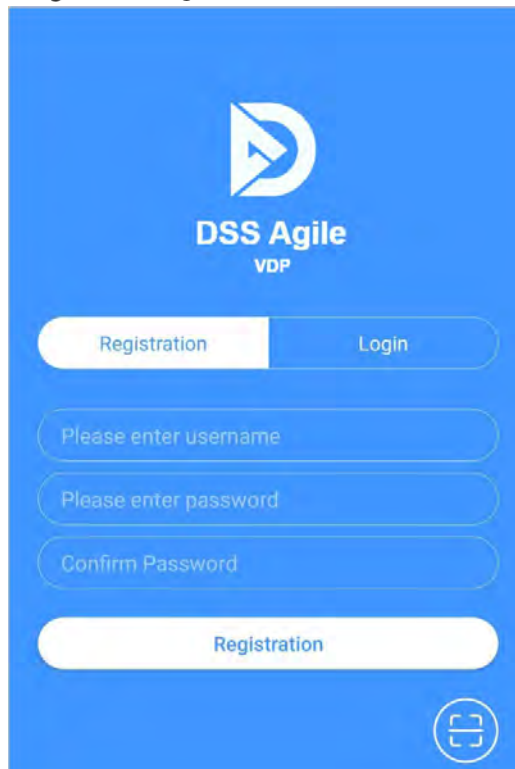 DSS Agile
VDP
Registration Login
Please enter username
Please enter password
Confirm Password
Registration